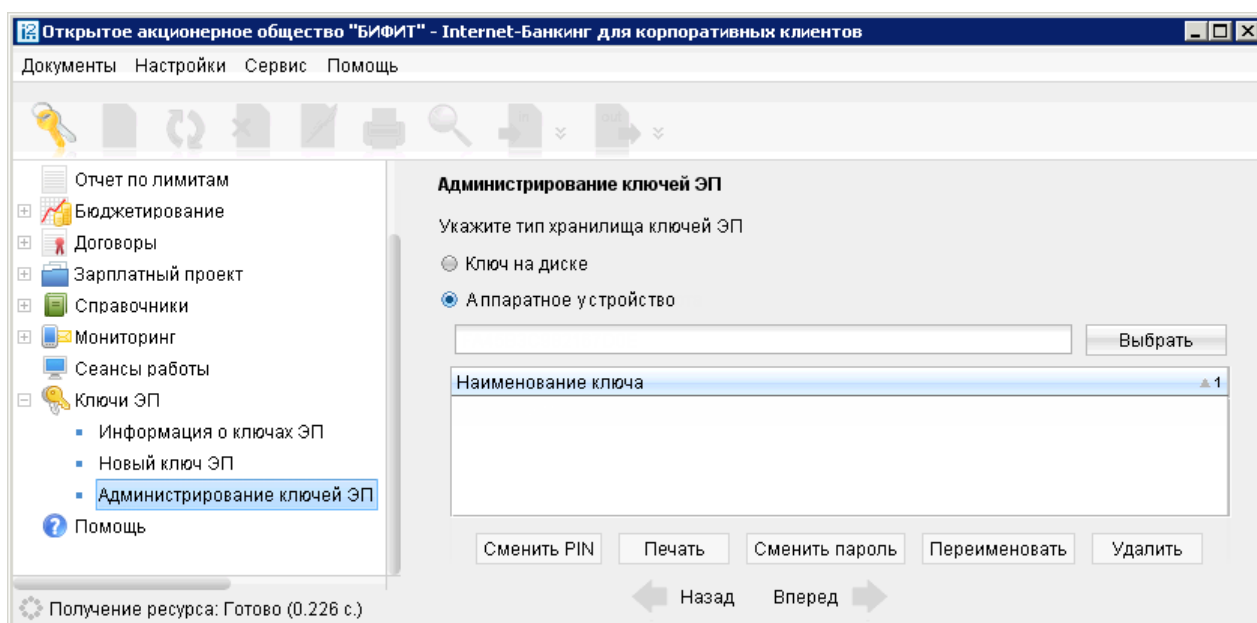 Открытое акционерное общество "БИФИТ" - Internet-Банкинг для корпоративных клиентов
Документы Настройки Сервис Помощь
in out
Отчет по лимитам
Бюджетирование
Договоры
Зарплатный проект
Справочники
Мониторинг
Сеансы работы
Ключи ЭП
Информация о ключах ЭП
Новый ключ ЭП
Администрирование ключей ЭП
Помощь
Администрирование ключей ЭП
Укажите тип хранилища ключей ЭП
Ключ на диске
Аппаратное устройство
Выбрать
Наименование ключа 1
Сменить PIN Печать Сменить пароль Переименовать Удалить
Назад Вперед
Получение ресурса: Готово (0.226 с.)